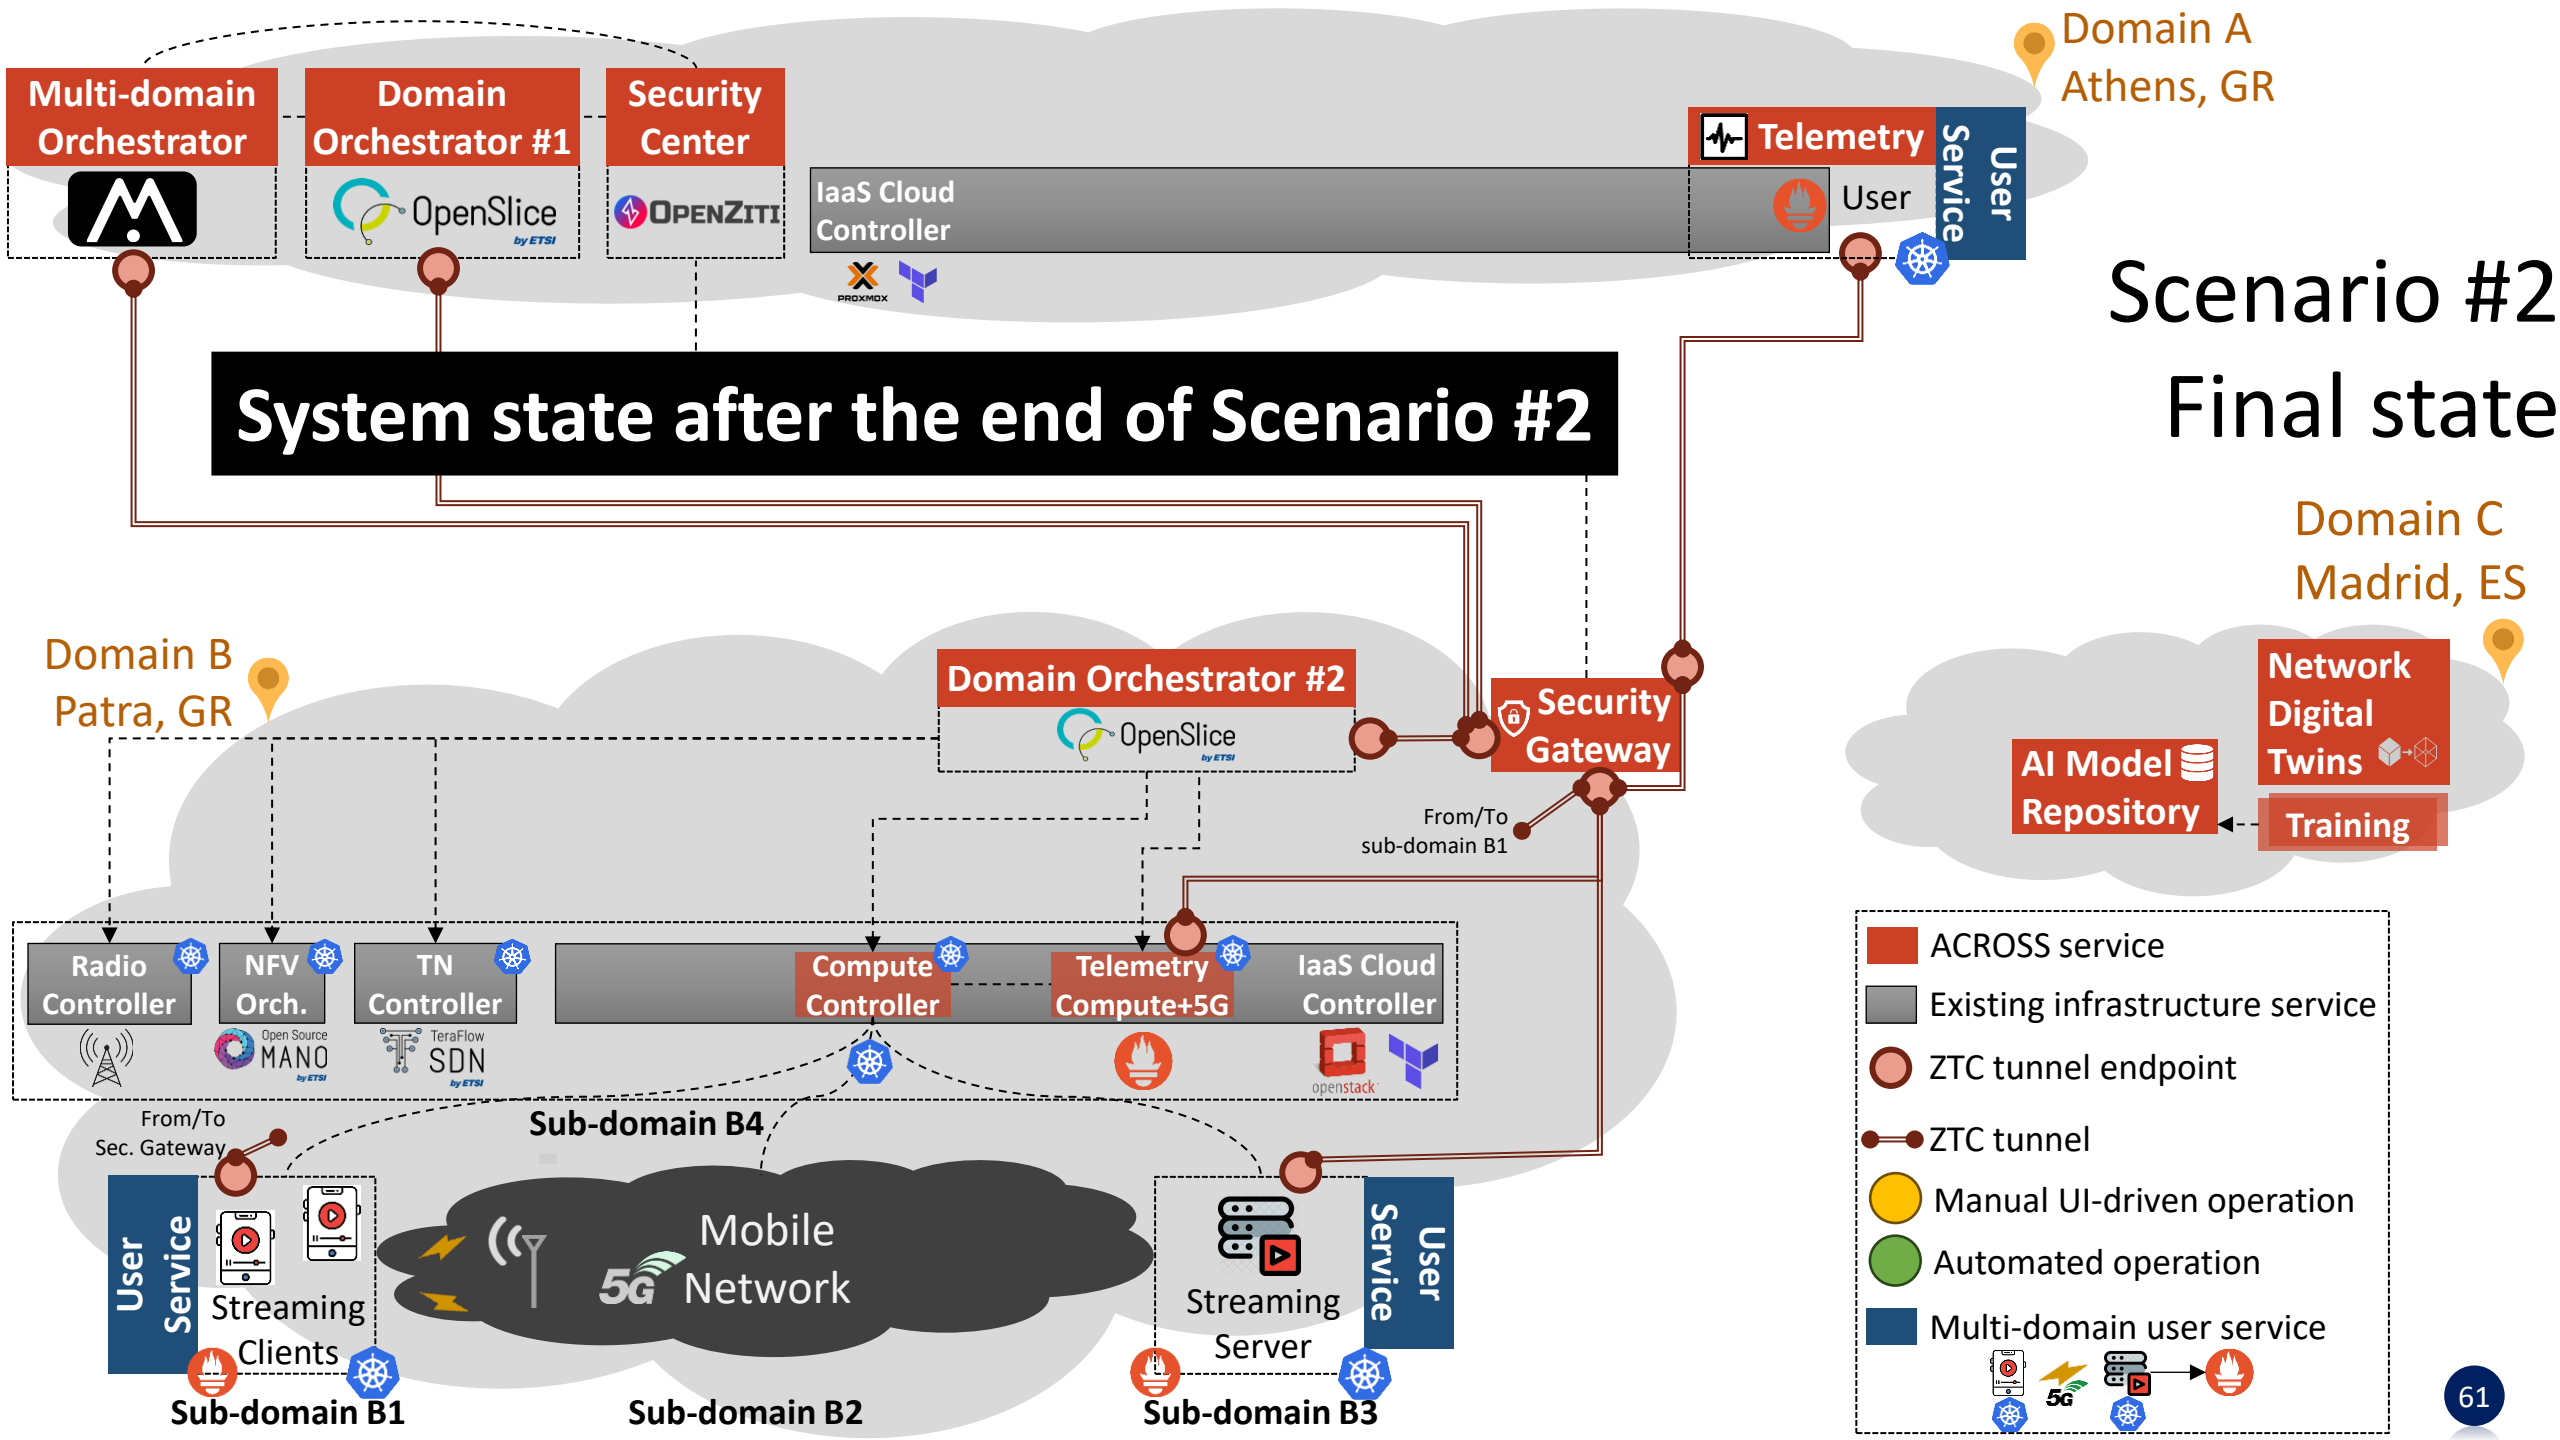 Domain A
Athens, GR
Multi-domain
Orchestrator
Domain
Orchestrator #1
Security
Center
Telemetry
User
Service
OpenSlice
by ETSI
OPENZITI
IaaS Cloud
Controller
User
PROXMOX
Scenario #2
Final state
System state after the end of Scenario #2
Domain C
Madrid, ES
Domain B
Patra, GR
Domain Orchestrator #2
OpenSlice
by ETSI
Security
Gateway
Network
Digital
Twins
AI Model
Repository
Training
From/To
sub-domain B1
Radio
Controller
NFV
Orch.
TN
Controller
Compute
Controller
Telemetry
Compute+5G
IaaS Cloud
Controller
Open Source
MANO
by ETSI
TeraFlow
SDN
by ETSI
openstack
Sub-domain B4
From/To
Sec. Gateway
User
Service
Streaming
Clients
5G
Mobile
Network
Streaming
Server
User
Service
Sub-domain B1
Sub-domain B2
Sub-domain B3
ACROSS service
Existing infrastructure service
ZTC tunnel endpoint
ZTC tunnel
Manual UI-driven operation
Automated operation
Multi-domain user service
5G
61